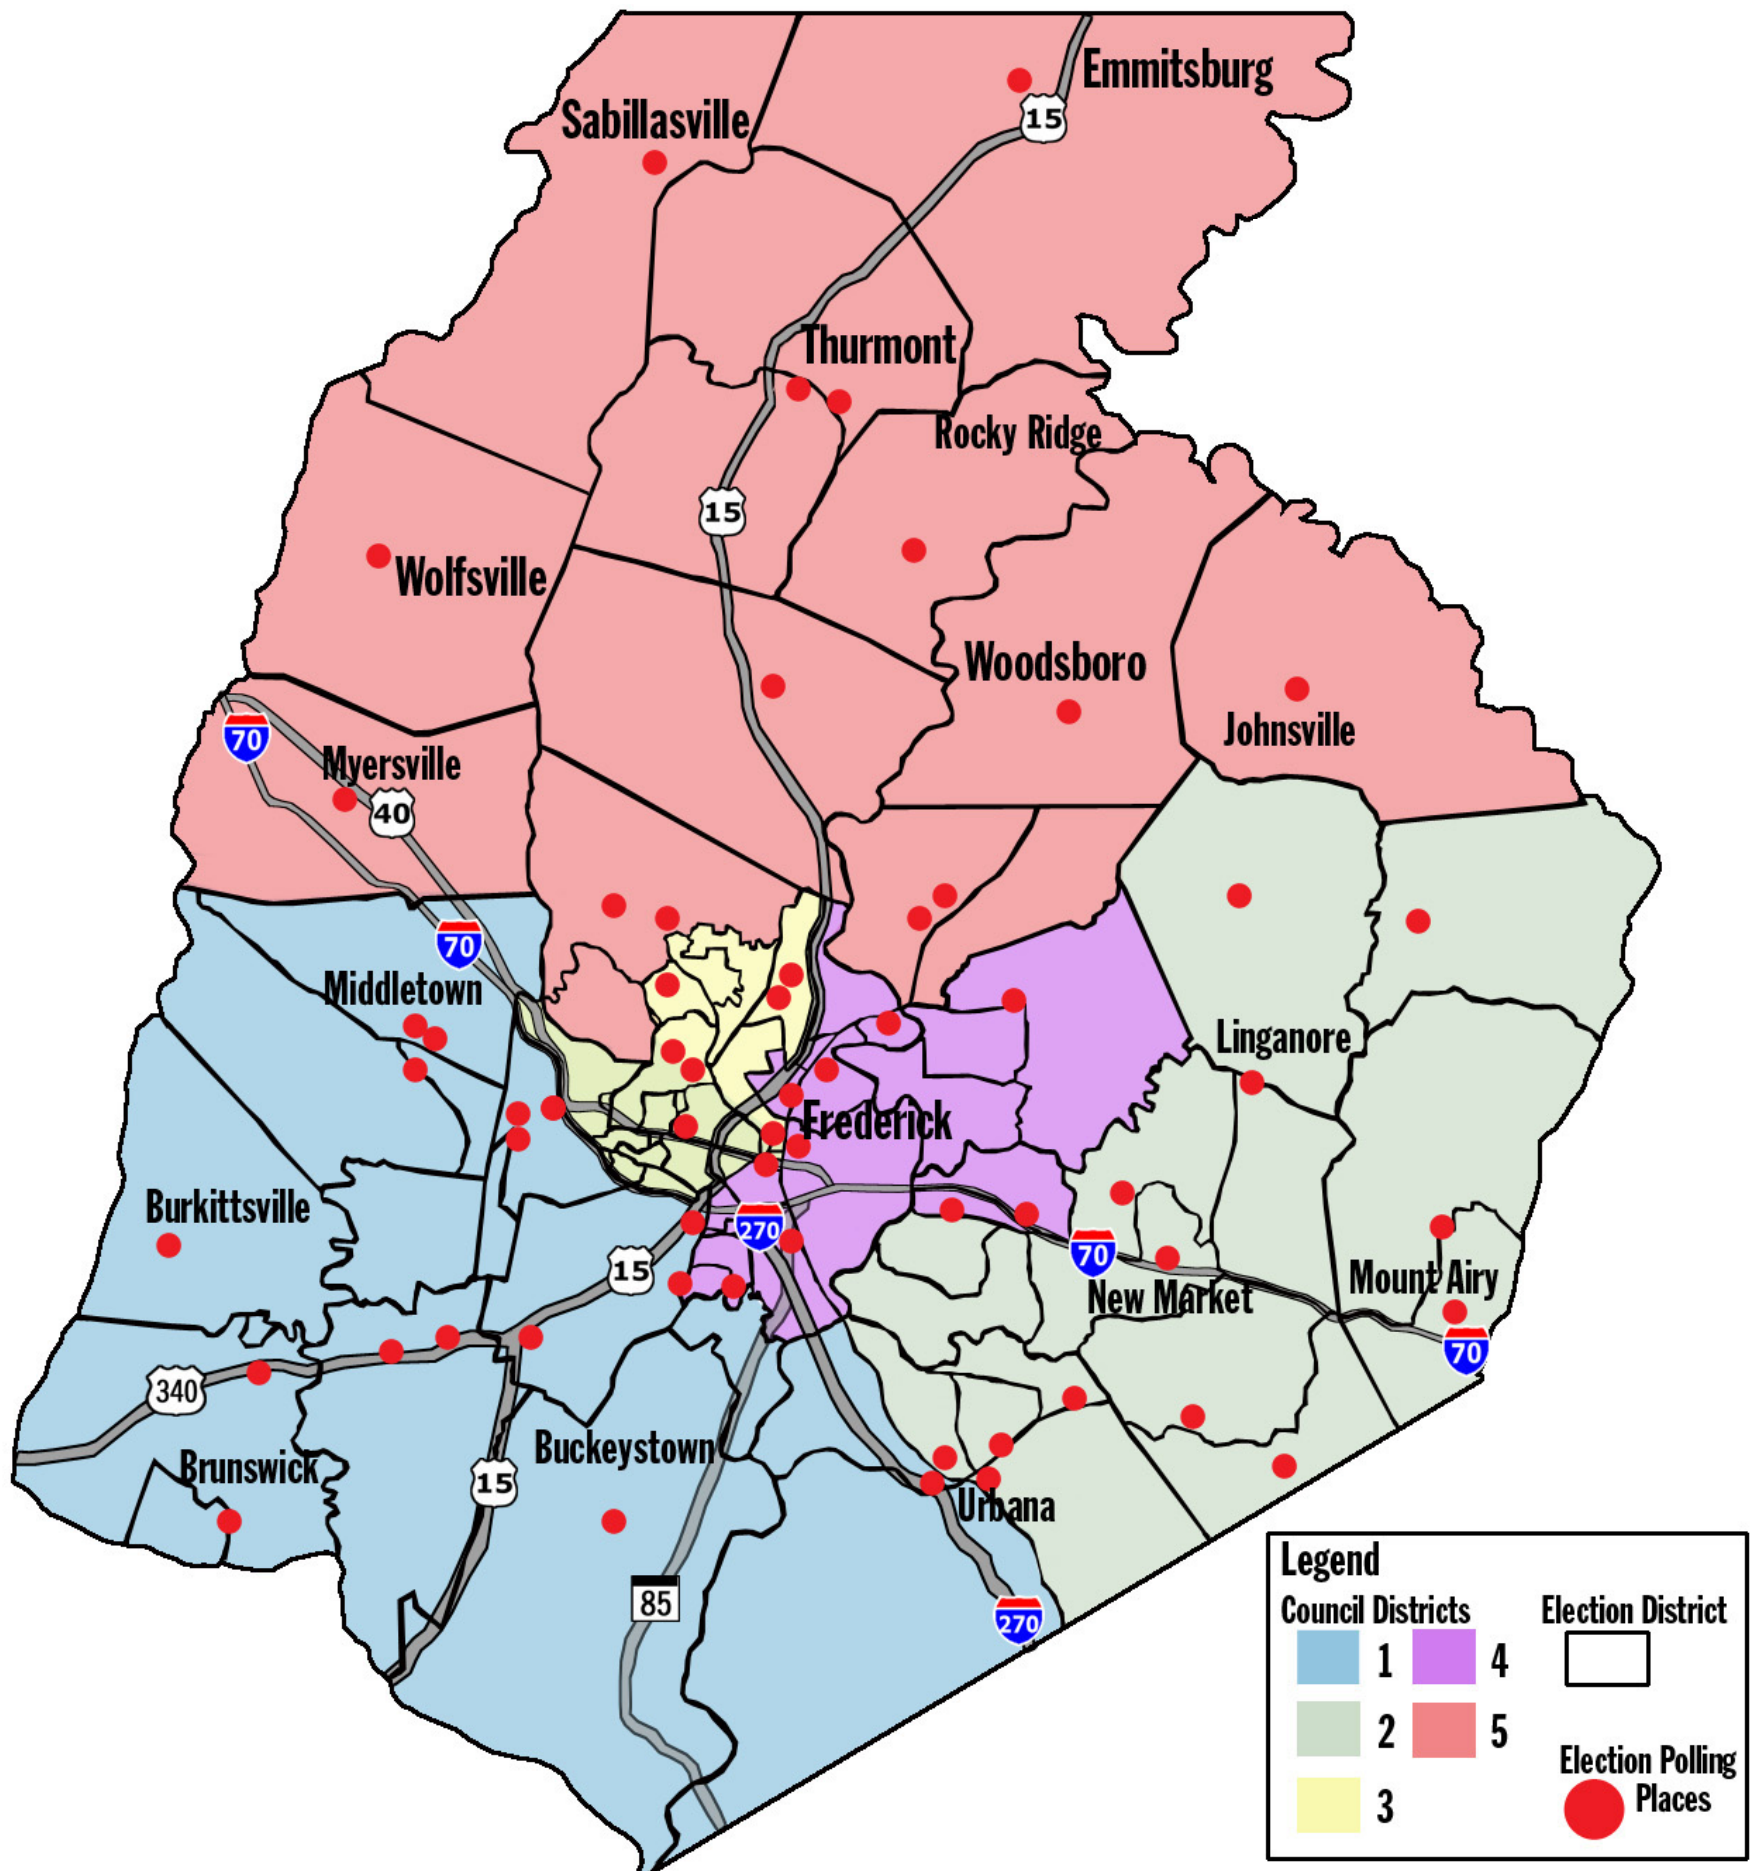 Emmitsburg
15
Sabillasville
Thurmont
Rocky Ridge
15
Wolfsville
Woodsboro
Johnsville
70
Myersville
40
70
Middletown
Linganore
Frederick
Burkittsville
270
15
70
New Market
Mount Airy
70
340
Brunswick
15
Buckeystown
Urbana
85
270
Legend
Council Districts
Election District
1
4
2
5
3
Election Polling
Places